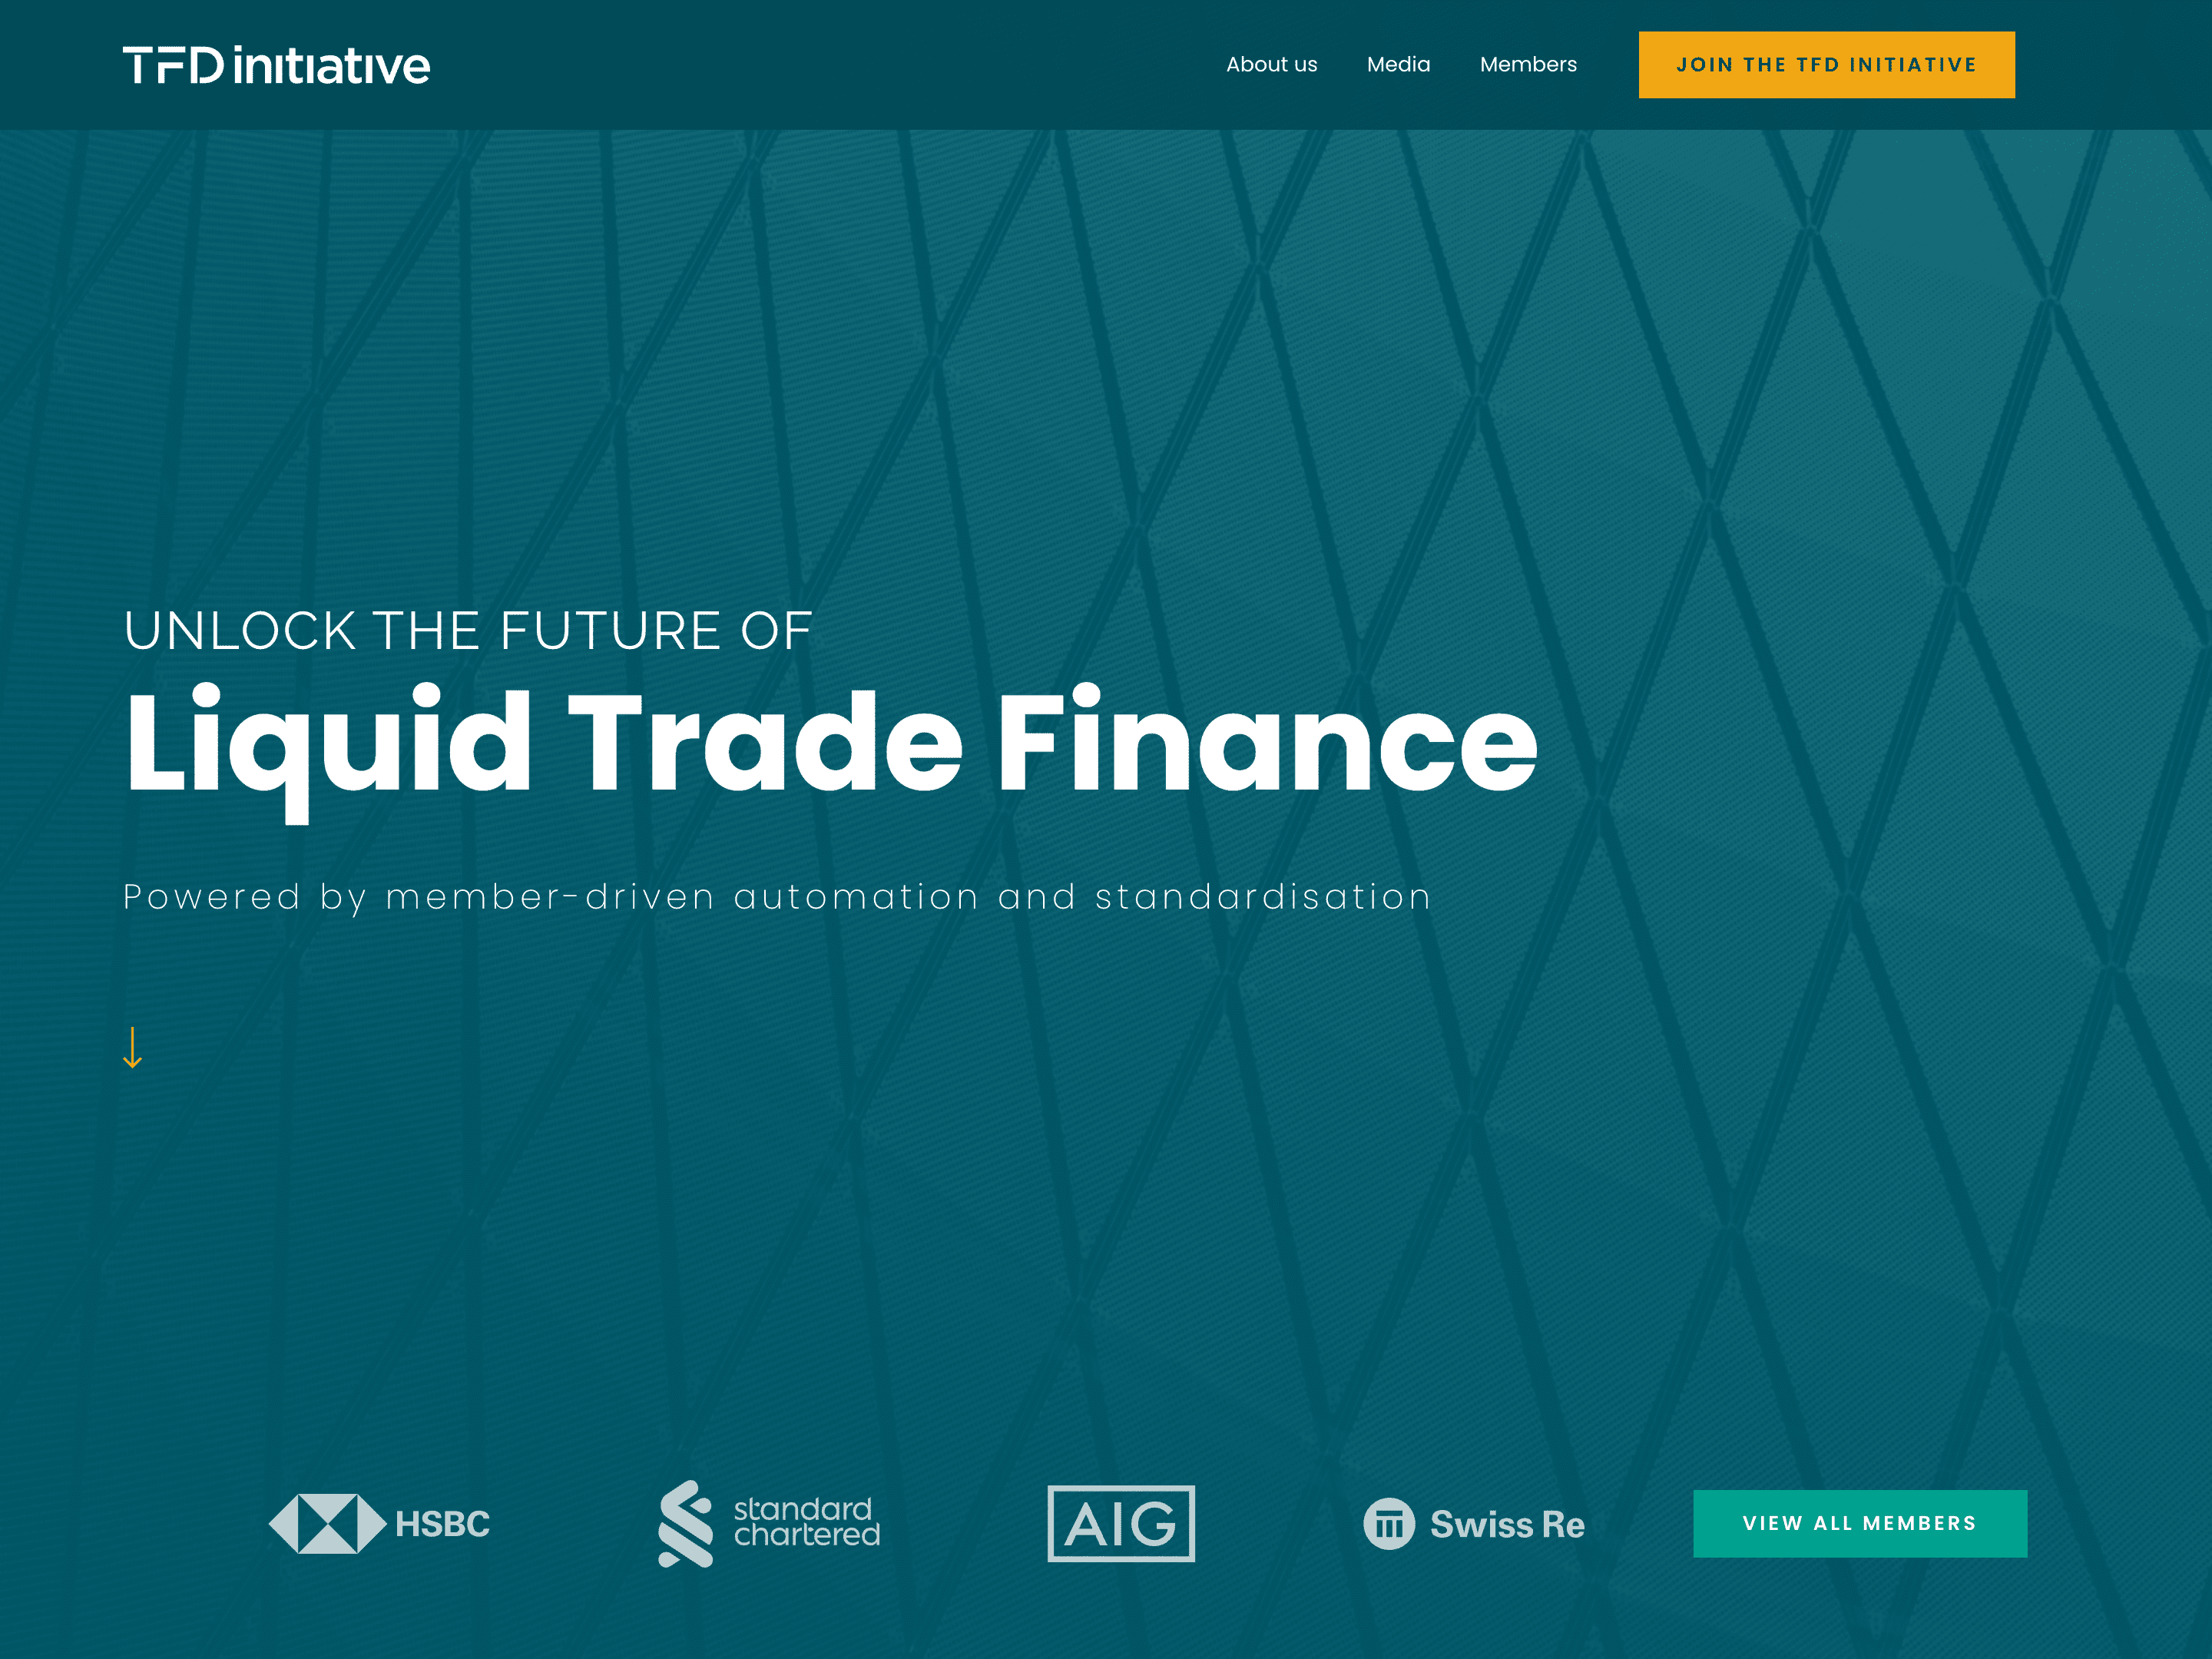 TFD initiative
About us
Media
Members
JOIN THE TFD INITIATIVE
UNLOCK THE FUTURE OF
Liquid Trade Finance
Powered by member-driven automation and standardisation
HSBC
standard
chartered
AIG
Swiss Re
VIEW ALL MEMBERS